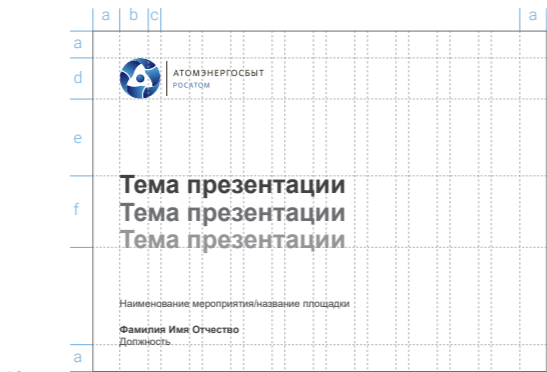 a b c a
a
d
АТОМЭНЕРГОСБЫТ
РОСАТОМ
e
Тема презентации
f
Тема презентации
Тема презентации
Наименование мероприятия/название площадки
Фамилия Имя Отчество
Должность
a